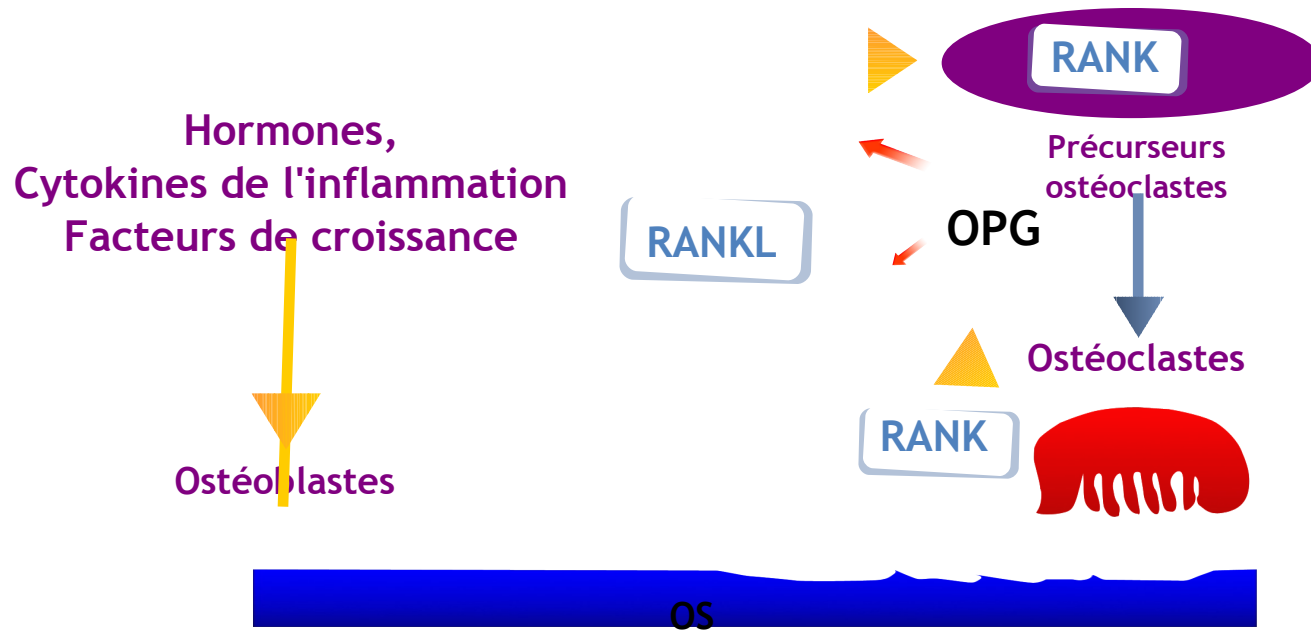 RANK
Hormones,
Cytokines de l'inflammation
Facteurs de croissance
Précurseurs
ostéoclastes
OPG
RANKL
Ostéoclastes
RANK
Ostéoblastes
OS